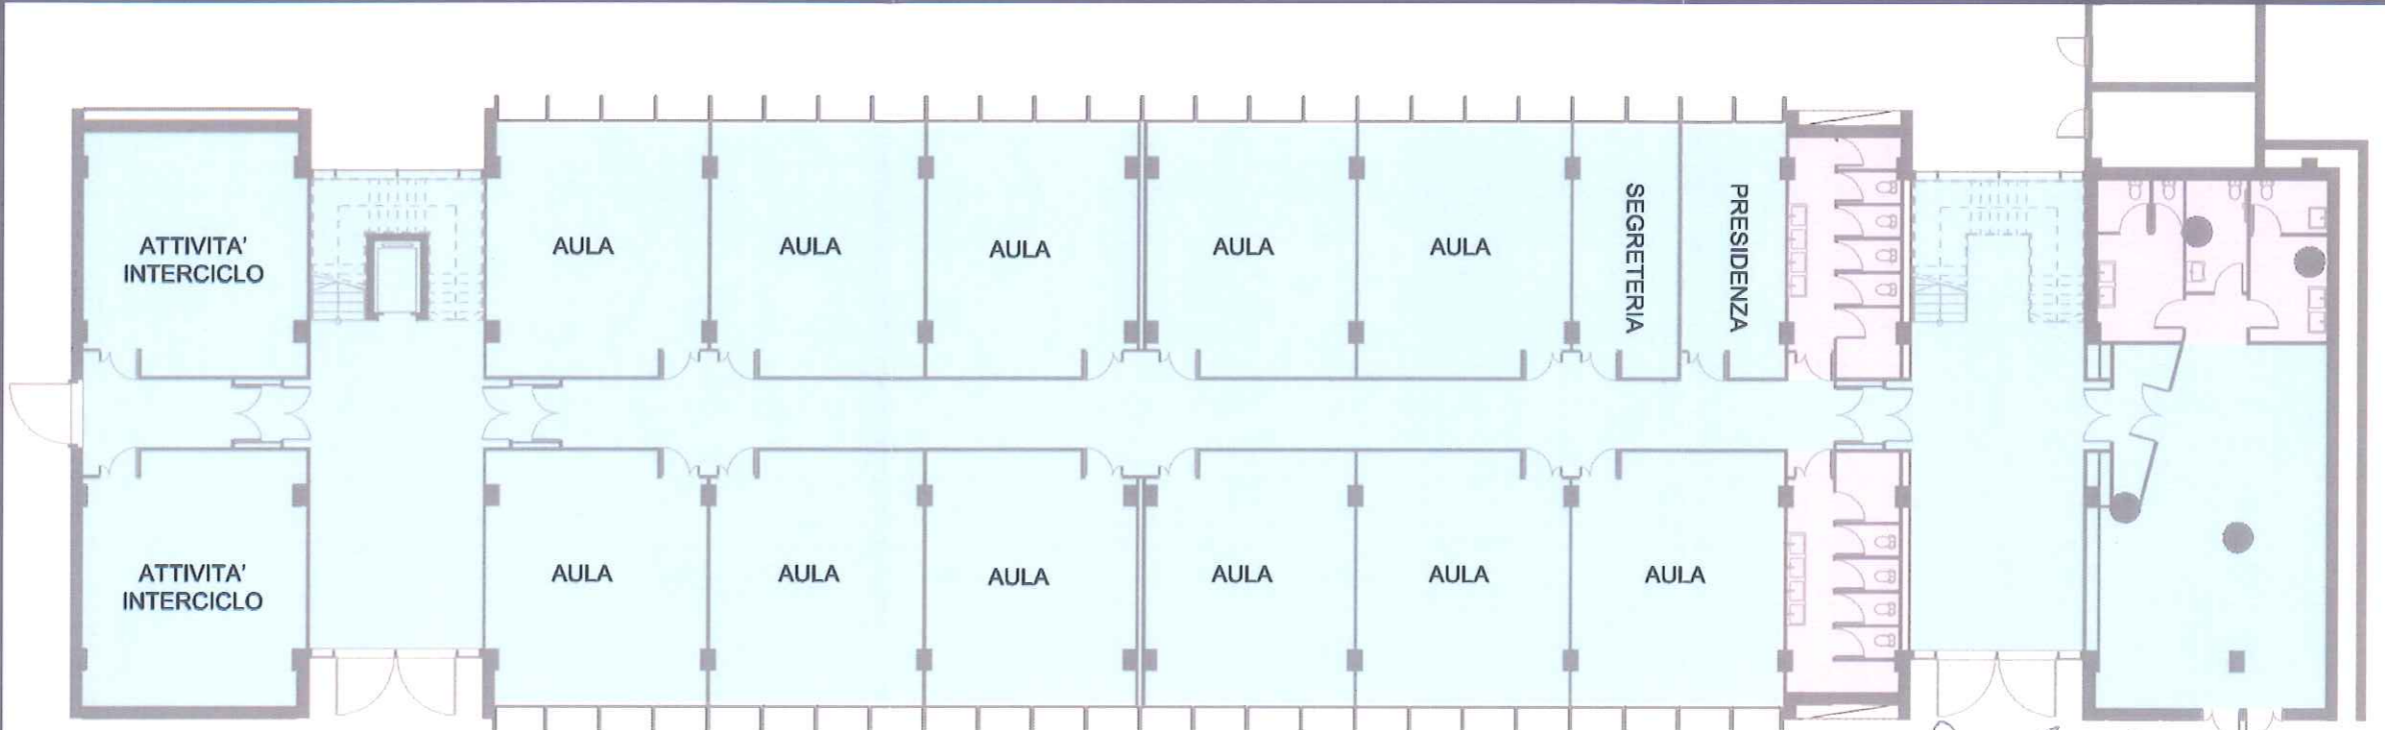 ATTIVITA'
INTERCICLO
AULA
AULA
AULA
AULA
AULA
SEGRETERIA
PRESIDENZA
ATTIVITA'
INTERCICLO
AULA
AULA
AULA
AULA
AULA
AULA